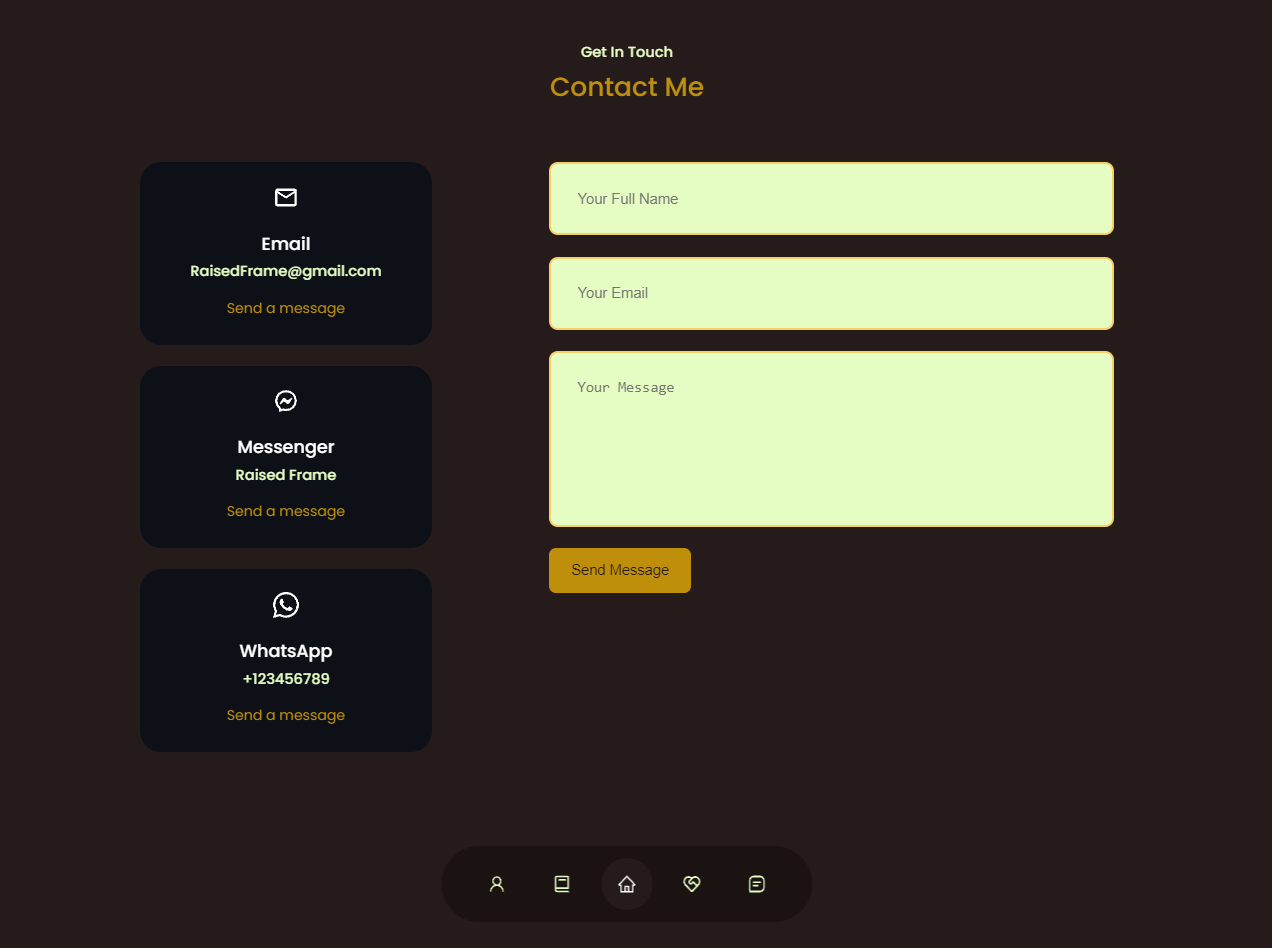 Get In Touch
Contact Me
Email
RaisedFrame@gmail.com
Send a message
Messenger
Raised Frame
Send a message
WhatsApp
+123456789
Send a message
Your Full Name
Your Email
Your Message
Send Message